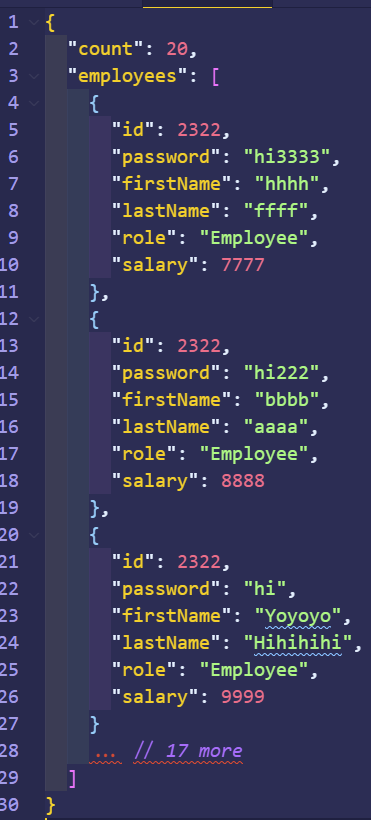 1 {
2 "count": 20,
3 "employees": [
4 {
5 "id": 2322,
6 "password": "hi3333",
7 "firstName": "hhhh",
8 "lastName": "ffff",
9 "role": "Employee",
10 "salary": 7777
11 },
12 {
13 "id": 2322,
14 "password": "hi222",
15 "firstName": "bbbb",
16 "lastName": "aaaa",
17 "role": "Employee",
18 "salary": 8888
19 },
20 {
21 "id": 2322,
22 "password": "hi",
23 "firstName": "Yoyoyo",
24 "lastName": "Hihihihi",
25 "role": "Employee",
26 "salary": 9999
27 }
28 ... // 17 more
29 ]
30 }